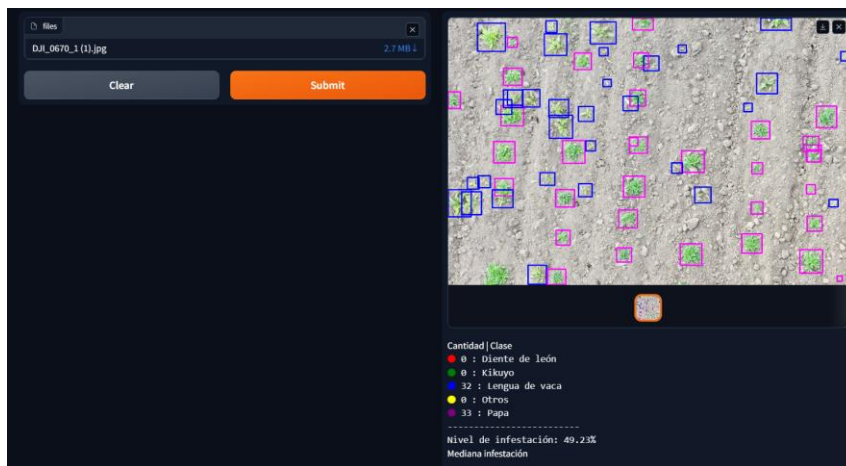 files
DJI_0670_1 (1).jpg
2.7 MB ↓
Clear
Submit
Cantidad | Clase
0 : Diente de león
0 : Kikuyo
32 : Lengua de vaca
0 : Otros
33 : Papa
-------------------------
Nivel de infestación: 49.23%
Mediana infestación